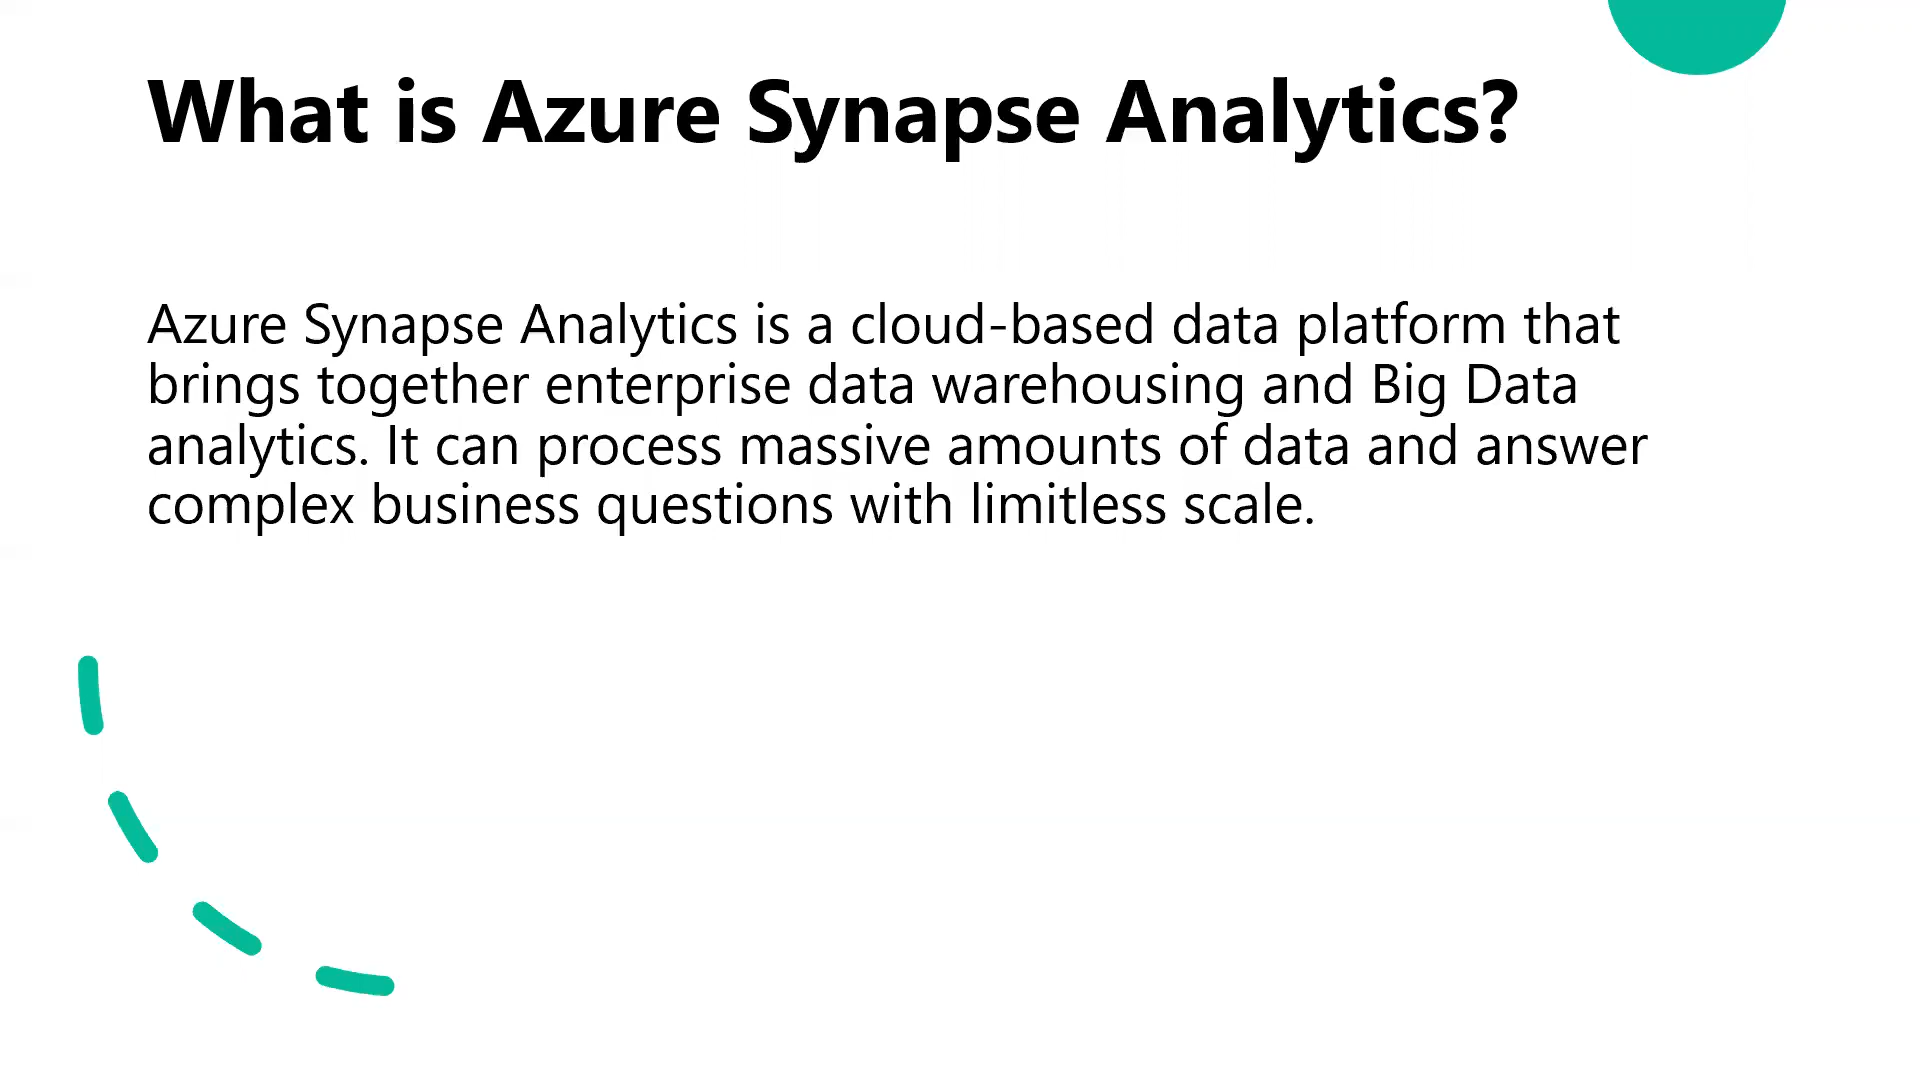 What is Azure Synapse Analytics?
Azure Synapse Analytics is a cloud-based data platform that
brings together enterprise data warehousing and Big Data
analytics. It can process massive amounts of data and answer
complex business questions with limitless scale.